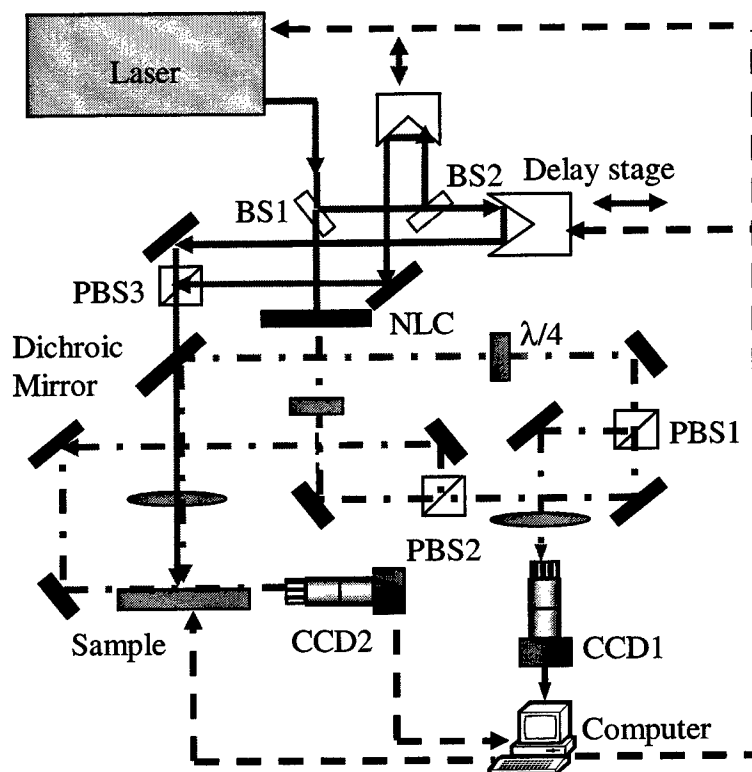 Laser
BS2
Delay stage
BS1
PBS3
NLC
λ/4
Dichroic
Mirror
PBS1
PBS2
Sample
CCD2
CCD1
Computer